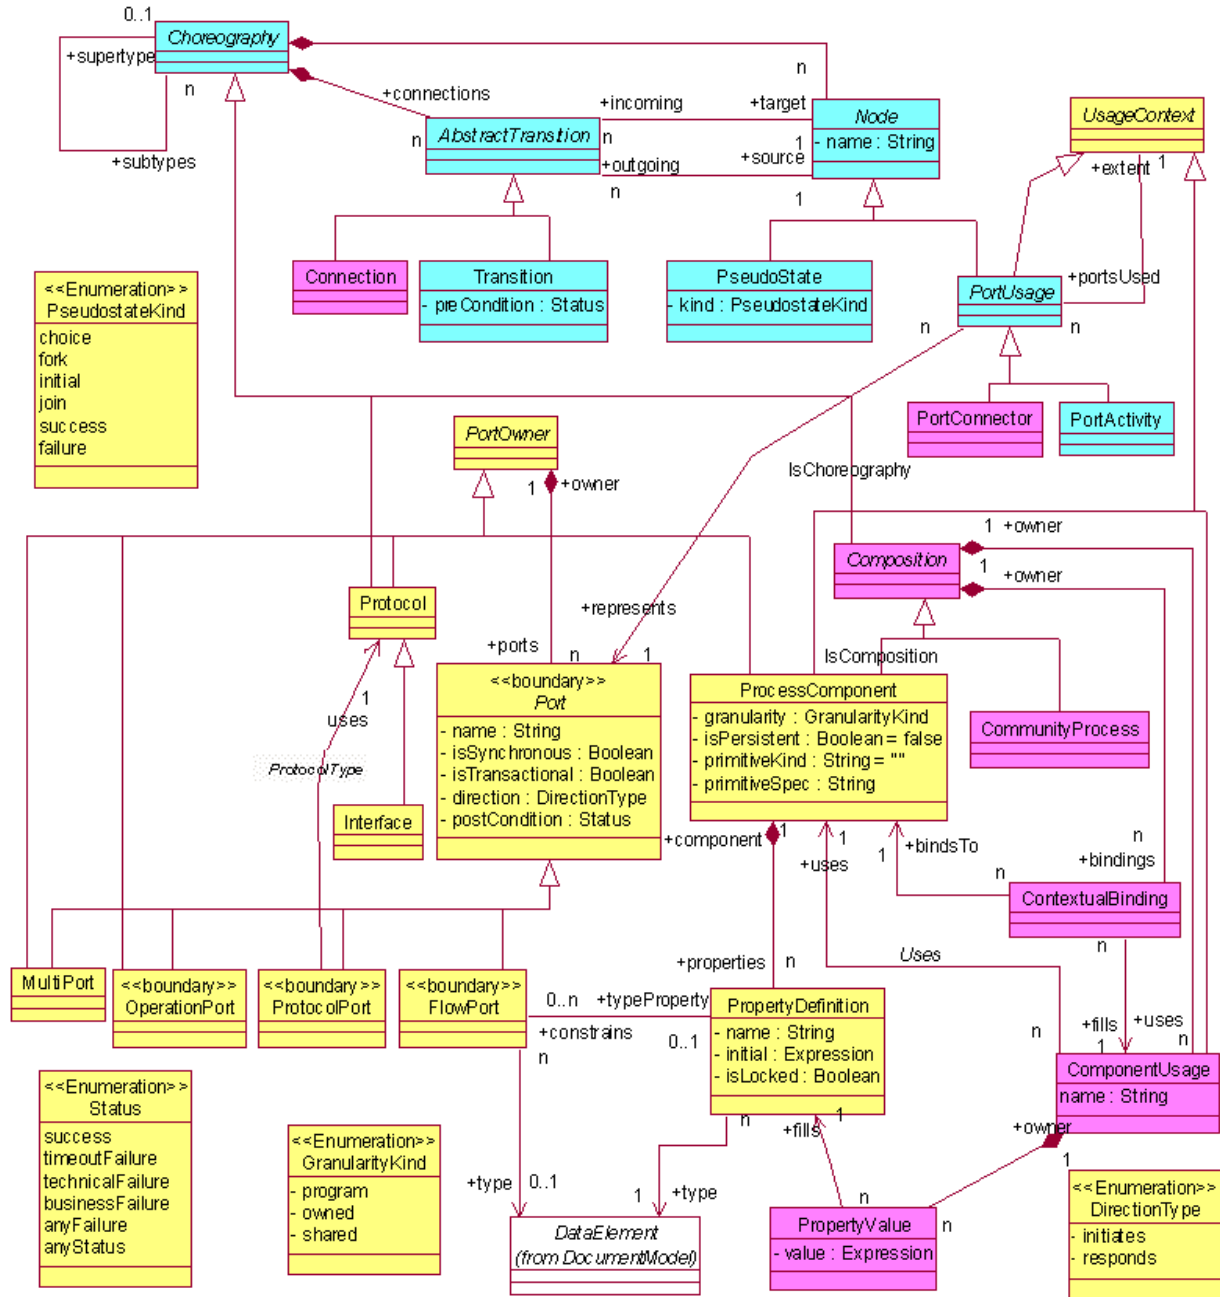 0..1
Choreography
+supertype
n
+subtypes
+connections
n
n
+incoming
+target
n
1
AbstractTransition
+outgoing
+source
n
1
Node
- name : String
UsageContext
1
+extent
Connection
Transition
- preCondition : Status
PseudoState
- kind : PseudostateKind
+portsUsed
PortUsage
n
n
<<Enumeration>>
PseudostateKind
choice
fork
initial
join
success
failure
PortConnector
PortActivity
PortOwner
1
+owner
IsChoreography
1
+owner
Composition
1
+owner
Protocol
+represents
+ports
n
1
IsComposition
<<boundary>>
Port
- name : String
- isSynchronous : Boolean
- isTransactional : Boolean
- direction : DirectionType
- postCondition : Status
ProcessComponent
- granularity : GranularityKind
- isPersistent : Boolean = false
- primitiveKind : String = ""
- primitiveSpec : String
CommunityProcess
1
uses
ProtocolType
Interface
+component
1
+uses
1
+bindsTo
1
n
n
+bindings
ContextualBinding
n
Uses
MultiPort
<<boundary>>
OperationPort
<<boundary>>
ProtocolPort
<<boundary>>
FlowPort
+properties
n
0..n
+typeProperty
+constrains
0..1
n
PropertyDefinition
- name : String
- initial : Expression
- isLocked : Boolean
n
+fills
1
+uses
n
ComponentUsage
name : String
<<Enumeration>>
Status
success
timeoutFailure
technicalFailure
businessFailure
anyFailure
anyStatus
<<Enumeration>>
GranularityKind
- program
- owned
- shared
n
+fills
1
+owner
1
+type
0..1
1
+type
n
n
DataElement
(from DocumentModel)
PropertyValue
- value : Expression
<<Enumeration>>
DirectionType
- initiates
- responds